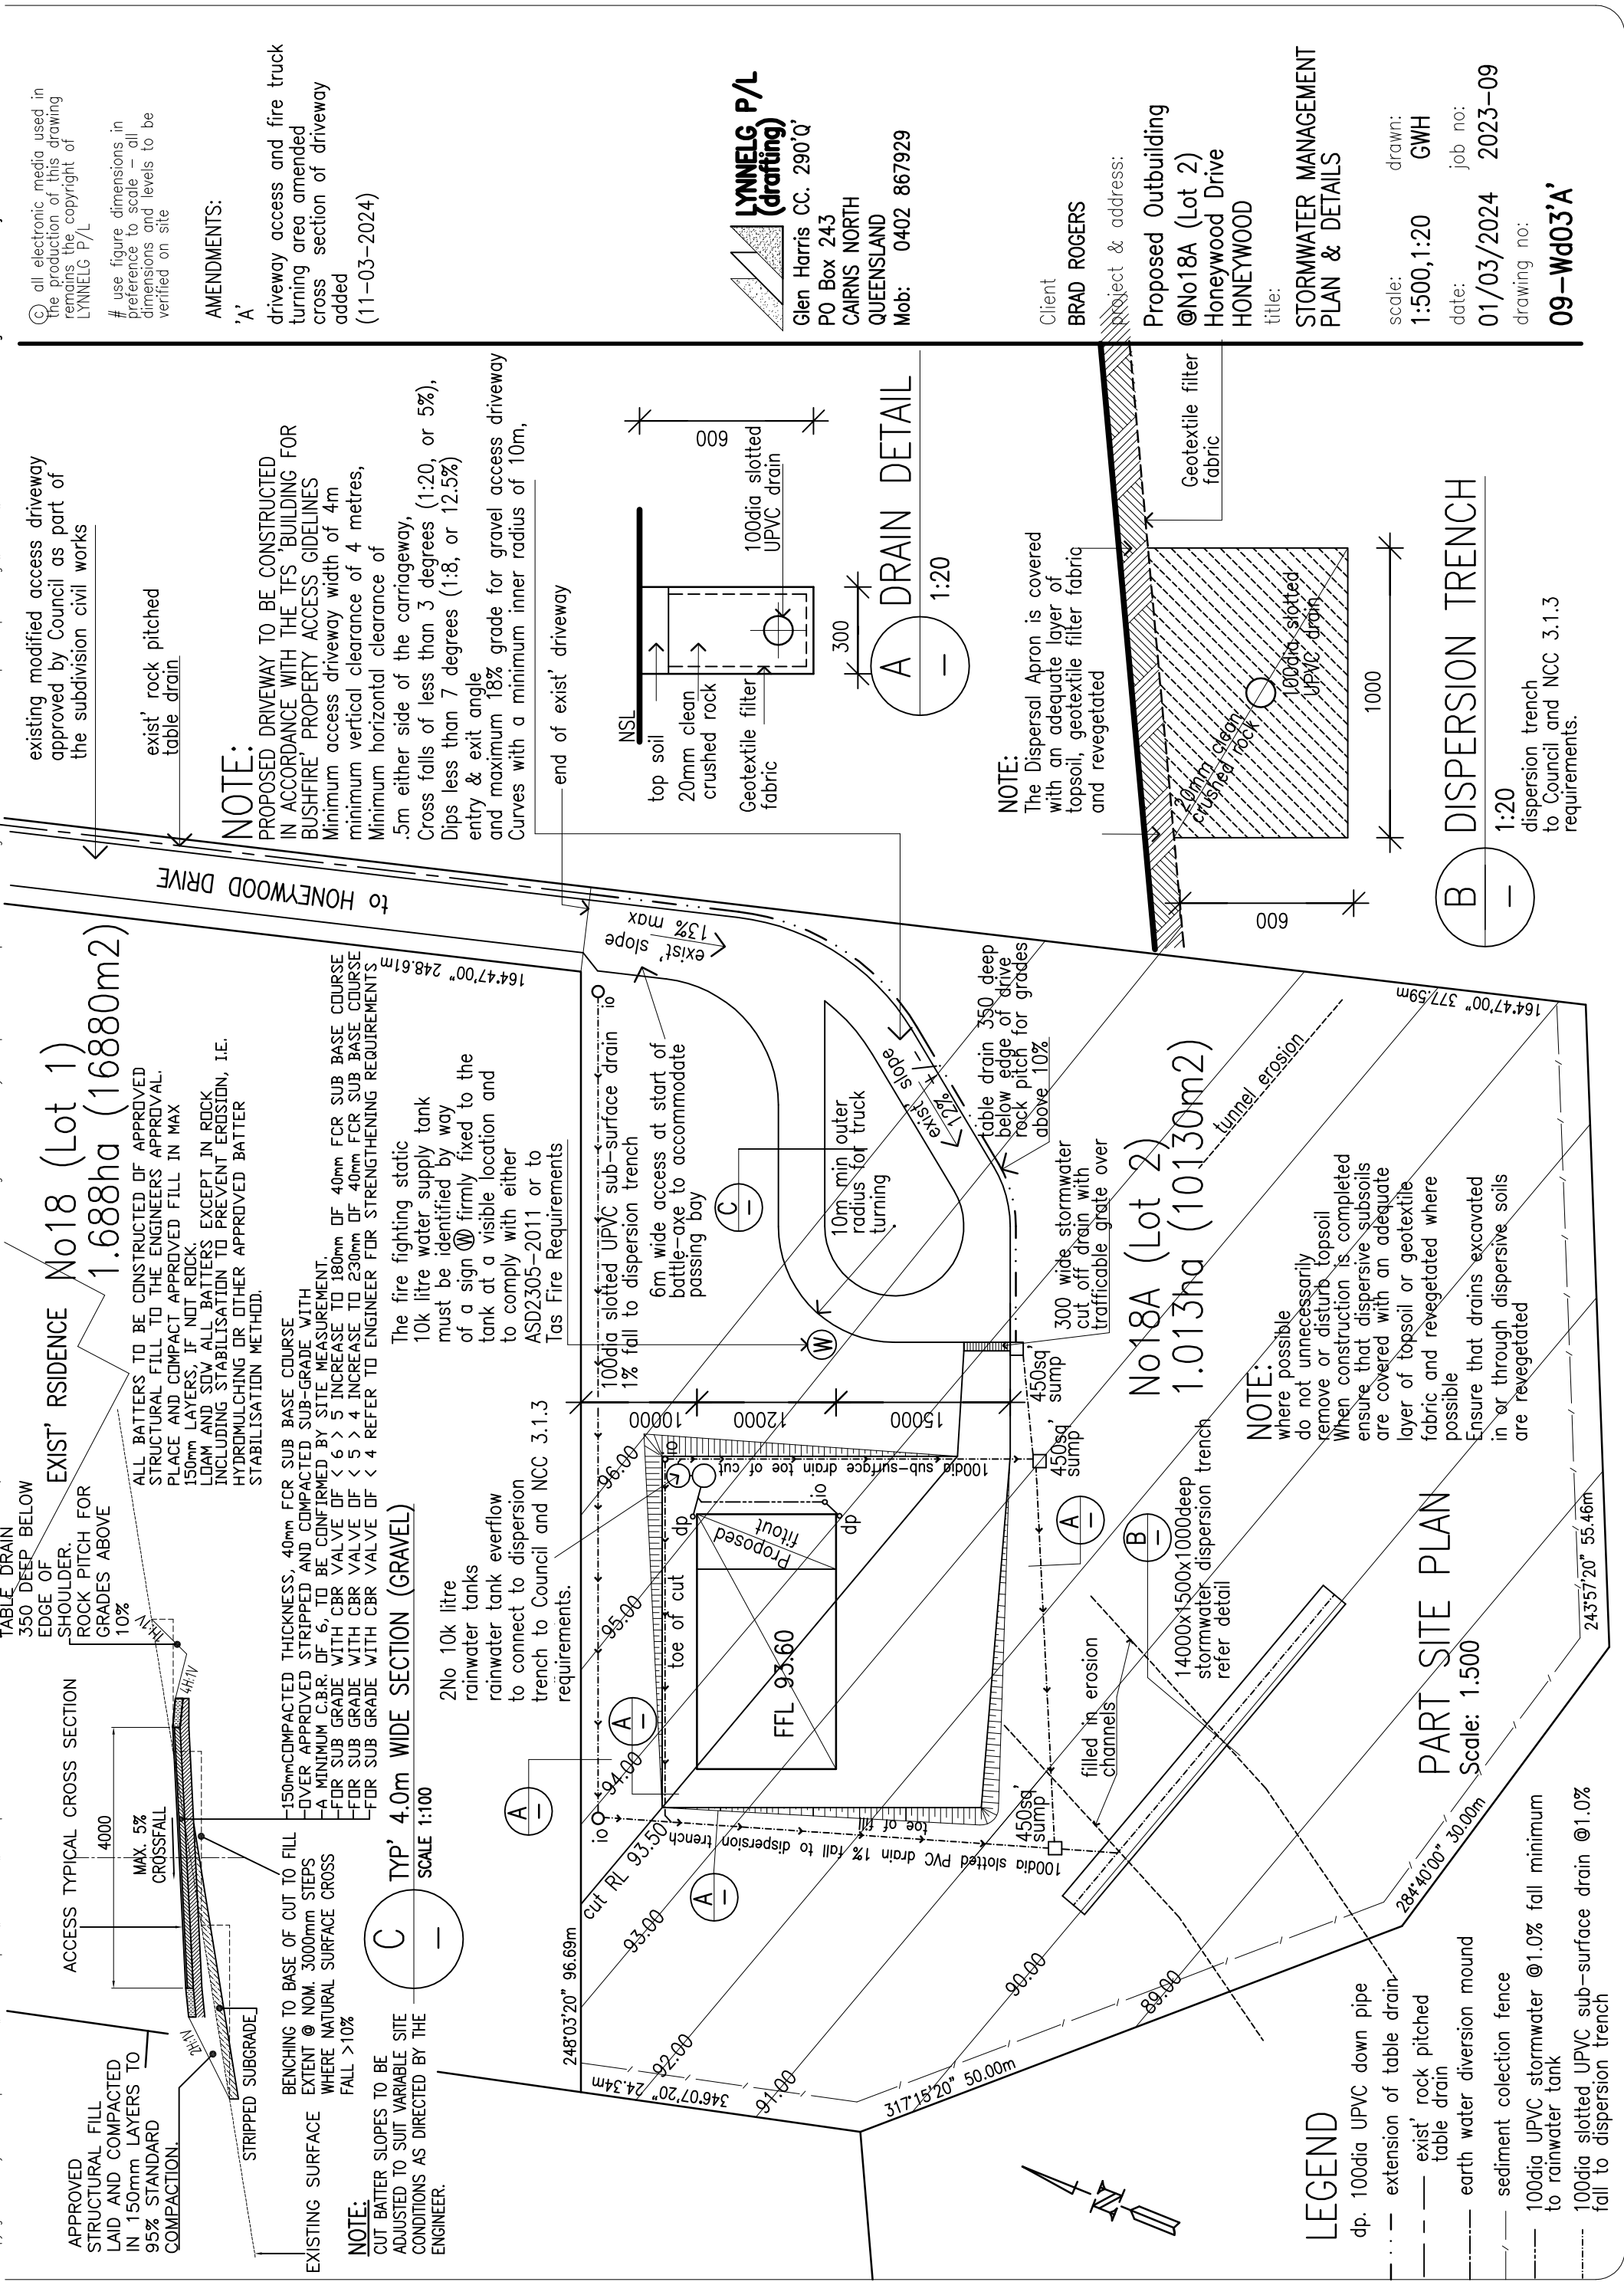 APPROVED
STRUCTURAL FILL
LAID AND COMPACTED
IN 150mm LAYERS TO
95% STANDARD
COMPACTION.
ACCESS TYPICAL CROSS SECTION
4000
MAX. 5%
CROSSFALL
2H:1V
4H:1V
1H:1V
STRIPPED SUBGRADE
EXISTING SURFACE
TABLE DRAIN
350 DEEP BELOW
EDGE OF
SHOULDER.
ROCK PITCH FOR
GRADES ABOVE
10%
BENCHING TO BASE OF CUT TO FILL
EXTENT @ NOM. 3000mm STEPS
WHERE NATURAL SURFACE CROSS
FALL >10%
NOTE:
CUT BATTER SLOPES TO BE
ADJUSTED TO SUIT VARIABLE SITE
CONDITIONS AS DIRECTED BY THE
ENGINEER.
-150mmCOMPACTED THICKNESS, 40mm FCR SUB BASE COURSE
-OVER APPROVED STRIPPED AND COMPACTED SUB-GRADE WITH
-A MINIMUM C.B.R. OF 6, TO BE CONFIRMED BY SITE MEASUREMENT.
-FOR SUB GRADE WITH CBR VALVE OF < 6 > 5 INCREASE TO 180mm OF 40mm FCR SUB BASE COURSE
-FOR SUB GRADE WITH CBR VALVE OF < 5 > 4 INCREASE TO 230mm OF 40mm FCR SUB BASE COURSE
-FOR SUB GRADE WITH CBR VALVE OF < 4 REFER TO ENGINEER FOR STRENGTHENING REQUIREMENTS
C
—
TYP' 4.0m WIDE SECTION (GRAVEL)
SCALE 1:100
EXIST' RSIDENCE
No18 (Lot 1)
1.688ha (16880m2)
ALL BATTERS TO BE CONSTRUCTED OF APPROVED
STRUCTURAL FILL TO THE ENGINEERS APPROVAL.
PLACE AND COMPACT APPROVED FILL IN MAX
150mm LAYERS, IF NOT ROCK.
LOAM AND SOW ALL BATTERS EXCEPT IN ROCK
INCLUDING STABILISATION TO PREVENT EROSION, I.E.
HYDROMULCHING OR OTHER APPROVED BATTER
STABILISATION METHOD.
existing modified access driveway
approved by Council as part of
the subdivision civil works
exist' rock pitched
table drain
to HONEYWOOD DRIVE
NOTE:
PROPOSED DRIVEWAY TO BE CONSTRUCTED
IN ACCORDANCE WITH THE TFS 'BUILDING FOR
BUSHFIRE' PROPERTY ACCESS GIDELINES
Minimum access driveway width of 4m
minimum vertical clearance of 4 metres,
Minimum horizontal clearance of
.5m either side of the carriageway,
Cross falls of less than 3 degrees (1:20, or 5%),
Dips less than 7 degrees (1:8, or 12.5%)
entry & exit angle
and maximum 18% grade for gravel access driveway
Curves with a minimum inner radius of 10m,
end of exist' driveway
2No 10k litre
rainwater tanks
rainwater tank overflow
to connect to dispersion
trench to Council and NCC 3.1.3
requirements.
The fire fighting static
10k litre water supply tank
must be identified by way
of a sign W firmly fixed to the
tank at a visible location and
to comply with either
ASD2305-2011 or to
Tas Fire Requirements
164°47'00" 248.61m
exist' slope
13% max
100dia slotted UPVC sub-surface drain
1% fall to dispersion trench
io
io
6m wide access at start of
battle-axe to accommodate
passing bay
C
—
10m min outer
radius for truck
turning
exist' slope
12% +/-
table drain 350 deep
below edge of drive
rock pitch for grades
above 10%
W
300 wide stormwater
cut off drain with
trafficable grate over
10000
12000
15000
450sq'
sump
450sq'
sump
450sq'
sump
248°03'20" 96.69m
cut RL 93.50
96.00
95.00
94.00
93.00
92.00
91.00
90.00
89.00
toe of cut
100dia sub-surface drain toe of cut
io
dp
dp
io
Proposed
fitout
FFL 93.60
toe of fill
100dia slotted PVC drain 1% fall to dispersion trench
A
—
A
—
A
—
A
—
B
—
filled in erosion
channels
14000x1500x1000deep
stormwater dispersion trench
refer detail
No18A (Lot 2)
1.013ha (10130m2)
tunnel erosion
NOTE:
where possible
do not unnecessarily
remove or disturb topsoil
When construction is completed
ensure that dispersive subsoils
are covered with an adequate
layer of topsoil or geotextile
fabric and revegetated where
possible
Ensure that drains excavated
in or through dispersive soils
are revegetated
164°47'00" 377.59m
243°57'20" 55.46m
284°40'00" 30.00m
317°15'20" 50.00m
346°07'20" 24.34m
PART SITE PLAN
Scale: 1.500
LEGEND
dp. 100dia UPVC down pipe
extension of table drain
exist' rock pitched
table drain
earth water diversion mound
sediment colection fence
100dia UPVC stormwater @1.0% fall minimum
to rainwater tank
100dia slotted UPVC sub-surface drain @1.0%
fall to dispersion trench
NSL
top soil
20mm clean
crushed rock
Geotextile filter
fabric
100dia slotted
UPVC drain
600
300
A
—
DRAIN DETAIL
1:20
NOTE:
The Dispersal Apron is covered
with an adequate layer of
topsoil, geotextile filter fabric
and revegetated
Geotextile filter
fabric
20mm clean
crushed rock
100dia slotted
UPVC drain
600
1000
B
—
DISPERSION TRENCH
1:20
dispersion trench
to Council and NCC 3.1.3
requirements.
© all electronic media used in
the production of this drawing
remains the copyright of
LYNNELG P/L
# use figure dimensions in
preference to scale - all
dimensions and levels to be
verified on site
AMENDMENTS:
'A'
driveway access and fire truck
turning area amended
cross section of driveway
added
(11-03-2024)
LYNNELG P/L
(drafting)
Glen Harris CC. 290'Q'
PO Box 243
CAIRNS NORTH
QUEENSLAND
Mob: 0402 867929
Client
BRAD ROGERS
project & address:
Proposed Outbuilding
@No18A (Lot 2)
Honeywood Drive
HONEYWOOD
title:
STORMWATER MANAGEMENT
PLAN & DETAILS
scale: drawn:
1:500,1:20 GWH
date: job no:
01/03/2024 2023-09
drawing no:
09-Wd03'A'